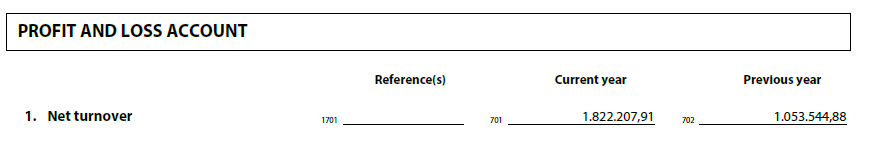 PROFIT AND LOSS ACCOUNT
Reference(s) Current year Previous year
1. Net turnover 1701 701 1.822.207,91 702 1.053.544,88